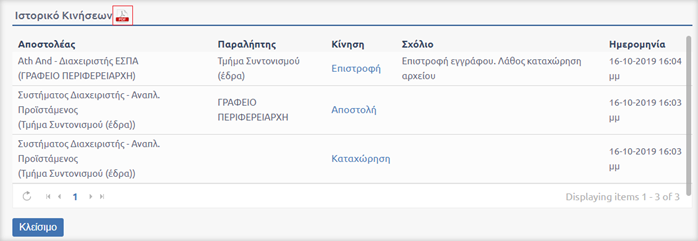 Ιστορικό Κινήσεων PDF
Αποστολέας Παραλήπτης Κίνηση Σχόλιο Ημερομηνία
Ath And - Διαχειριστής ΕΣΠΑ
(ΓΡΑΦΕΙΟ ΠΕΡΙΦΕΡΕΙΑΡΧΗ)
Τμήμα Συντονισμού
(έδρα)
Επιστροφή
Επιστροφή εγγράφου. Λάθος καταχώρηση
αρχείου
16-10-2019 16:04
μμ
Συστήματος Διαχειριστής - Αναπλ.
Προϊστάμενος
(Τμήμα Συντονισμού (έδρα))
ΓΡΑΦΕΙΟ
ΠΕΡΙΦΕΡΕΙΑΡΧΗ
Αποστολή
16-10-2019 16:03
μμ
Συστήματος Διαχειριστής - Αναπλ.
Προϊστάμενος
(Τμήμα Συντονισμού (έδρα))
Καταχώρηση
16-10-2019 16:03
μμ
1
Displaying items 1 - 3 of 3
Κλείσιμο